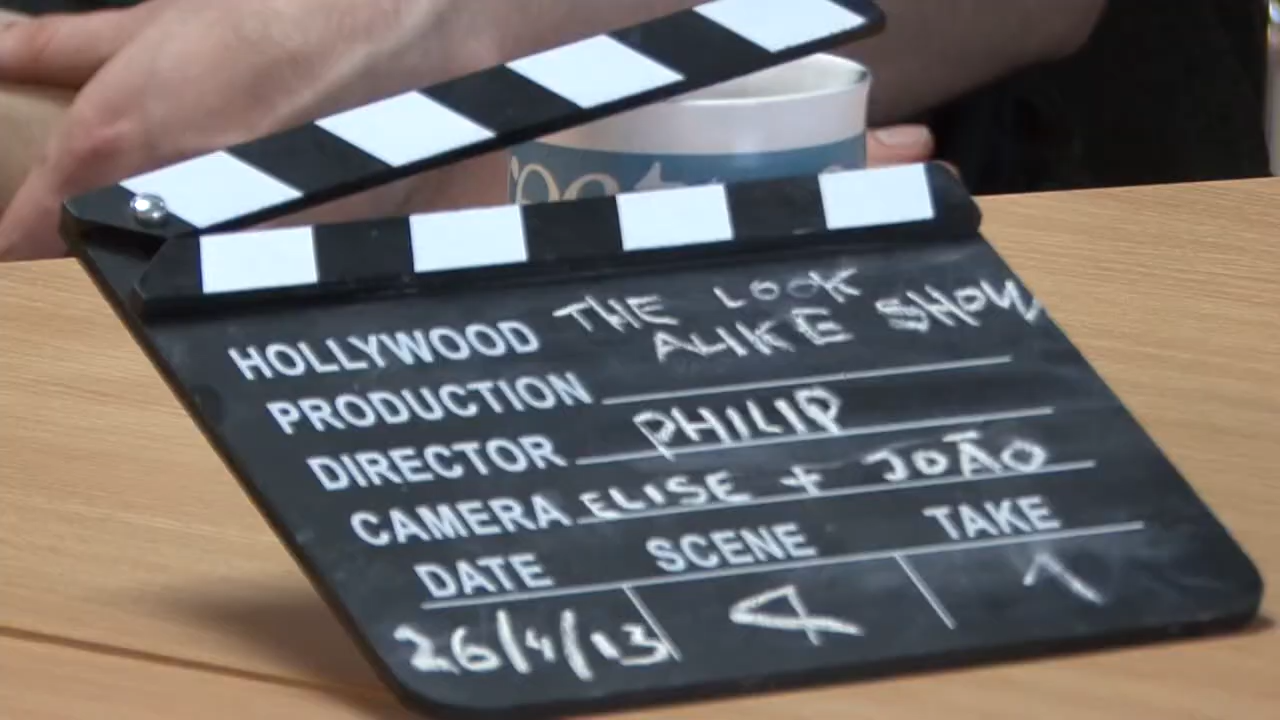 HOLLYWOOD
THE LOOK
ALIKE SHOW
PRODUCTION
DIRECTOR PHILIP
CAMERA ELISE + JOÃO
DATE SCENE TAKE
26/4/13 4 1